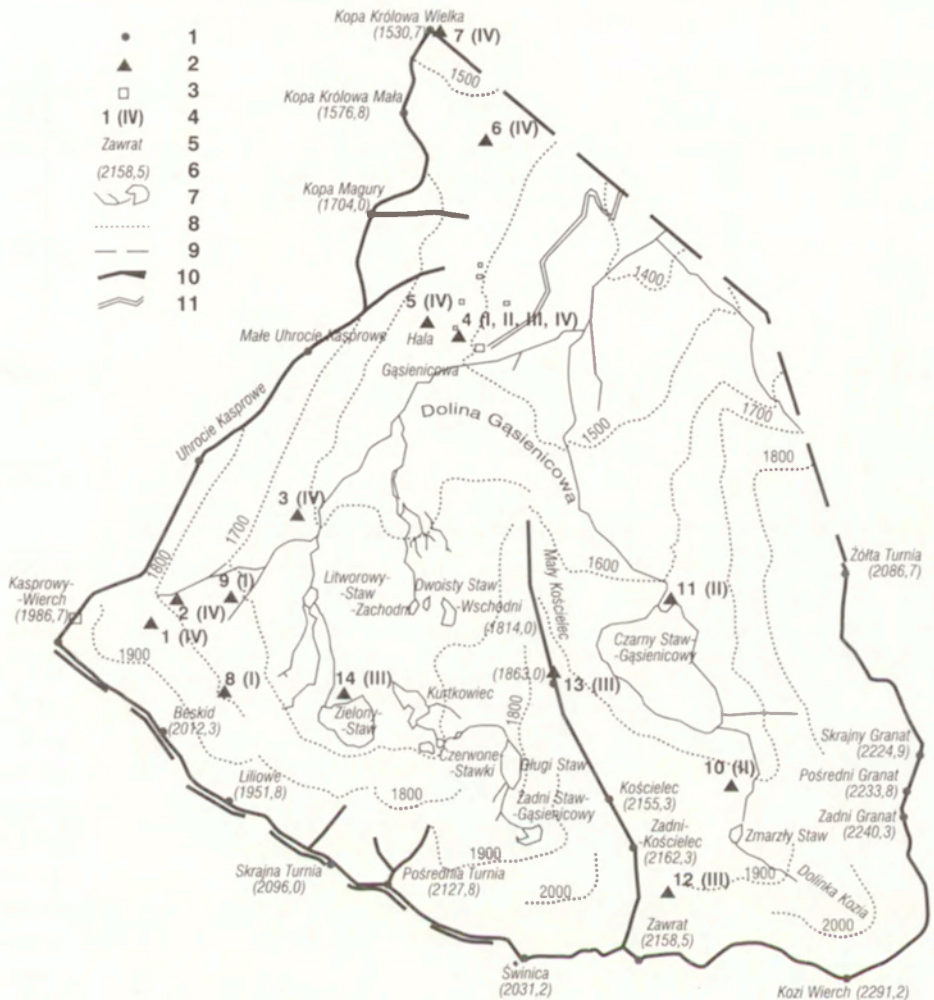 Kopa Królowa Wielka
(1530,7)
7 (IV)
1
2
3
1 (IV) 4
Zawrat 5
(2158,5) 6
7
8
9
10
11
1500
Kopa Królowa Mała
(1576,8)
6 (IV)
Kopa Magury
(1704,0)
1400
5 (IV)
4 (I, II, III, IV)
Hala
Małe Uhrocie Kasprowe
Gąsienicowa
Dolina Gąsienicowa
1500
1700
1800
Uhrocie Kasprowe
3 (IV)
1700
1800
Żółta Turnia
(2086,7)
Kasprowy-
-Wierch
(1986,7)
9 (I)
2 (IV)
1 (IV)
Litworowy-
-Staw
-Zachodni
Dwoisty Staw
-Wschodni
(1814,0)
Mały Kościelec
1600
11 (II)
Czarny Staw-
-Gąsienicowy
1900
8 (I)
14 (III)
Zielony-
-Staw
Kurtkowiec
(1863,0)
13 (III)
1800
Beskid
(2012,3)
Czerwone-
-Stawki
Długi Staw
Skrajny Granat
(2224,9)
Pośredni Granat
(2233,8)
Zadni Granat
(2240,3)
10 (II)
Liliowe
(1951,8)
1800
Zadni Staw-
-Gąsienicowy
Kościelec
(2155,3)
Zadni-
-Kościelec
(2162,3)
Zmarzły Staw
Skrajna Turnia
(2096,0)
Pośrednia Turnia
(2127,8)
1900
2000
12 (III)
1900
Dolinka Kozia
2000
Zawrat
(2158,5)
Świnica
(2031,2)
Kozi Wierch (2291,2)